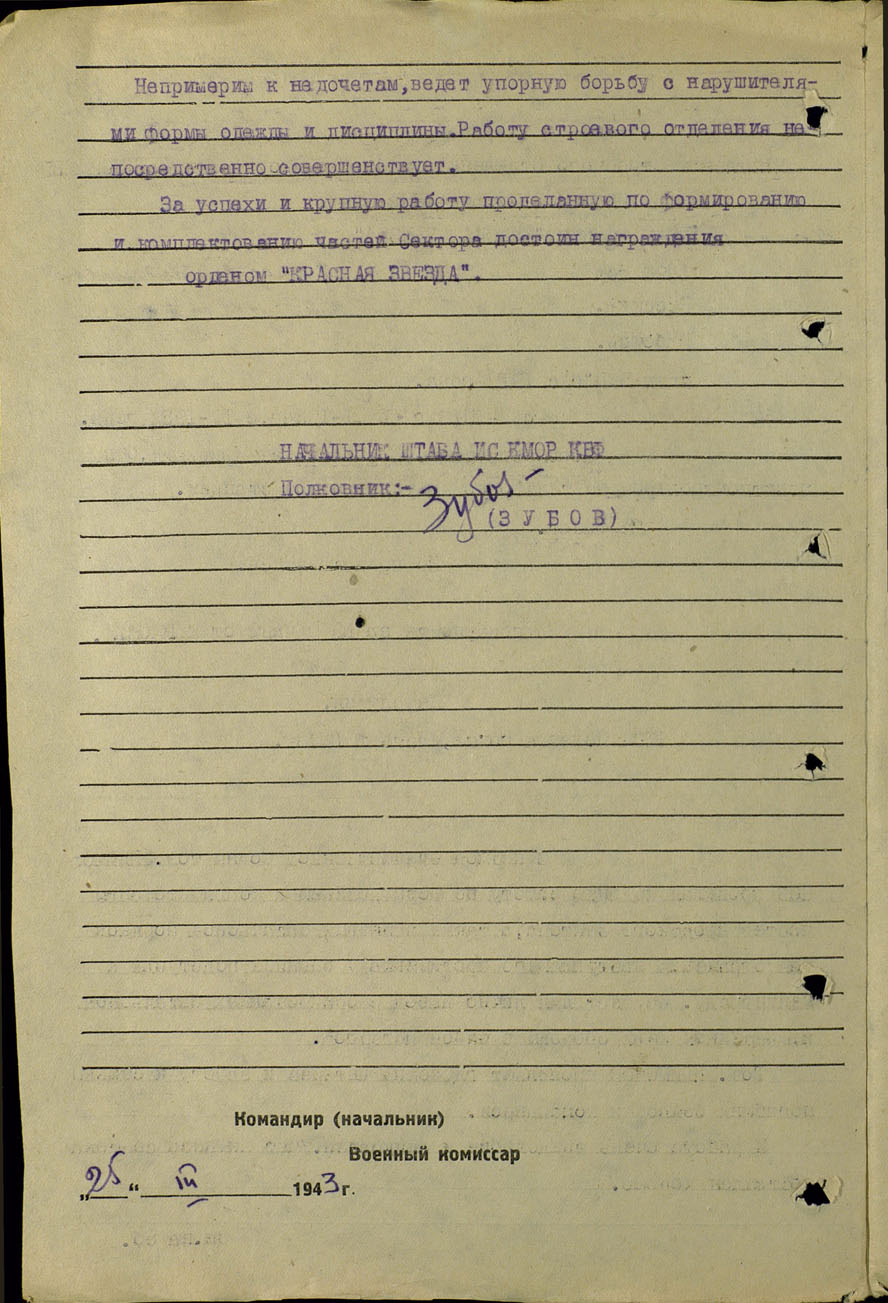 Непримерим к недочетам,ведет упорную борьбу с нарушителя-
ми формы одежды и дисциплины.Работу строевого отделения не-
посредственно совершенствует.
За успехи и крупную работу проделанную по формированию
и комплектованию частей Сектора достоин награждения
орденом "КРАСНАЯ ЗВЕЗДА".
НАЧАЛЬНИК ШТАБА ИС КМОР КБФ
Полковник:-
Зубов
(З У Б О В)
Командир (начальник)
Военный комиссар
„25“ III 1943 г.